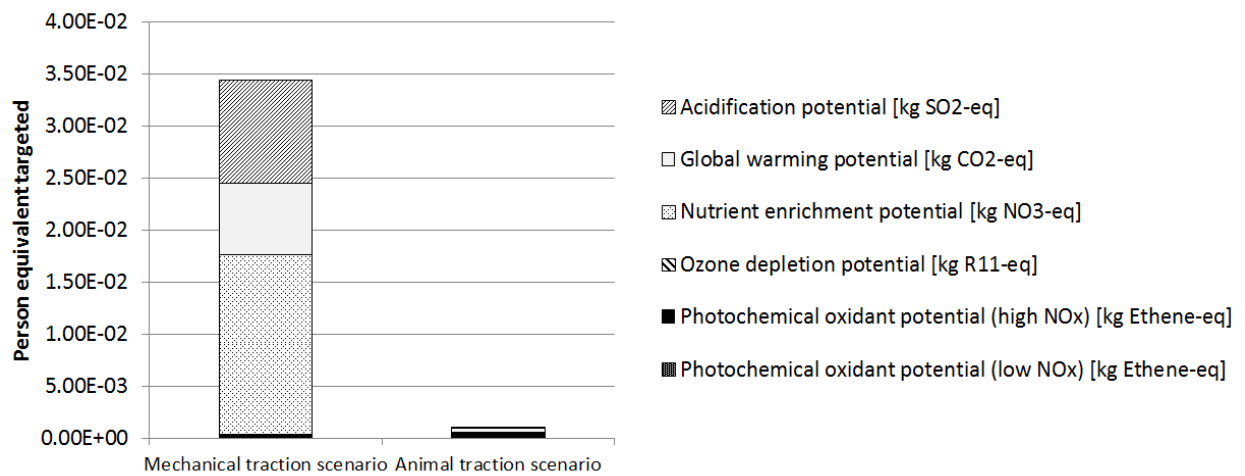 4.00E-02
3.50E-02
3.00E-02
2.50E-02
2.00E-02
1.50E-02
1.00E-02
5.00E-03
0.00E+00
Person equivalent targeted
Mechanical traction scenario
Animal traction scenario
Acidification potential [kg SO2-eq]
Global warming potential [kg CO2-eq]
Nutrient enrichment potential [kg NO3-eq]
Ozone depletion potential [kg R11-eq]
Photochemical oxidant potential (high NOx) [kg Ethene-eq]
Photochemical oxidant potential (low NOx) [kg Ethene-eq]